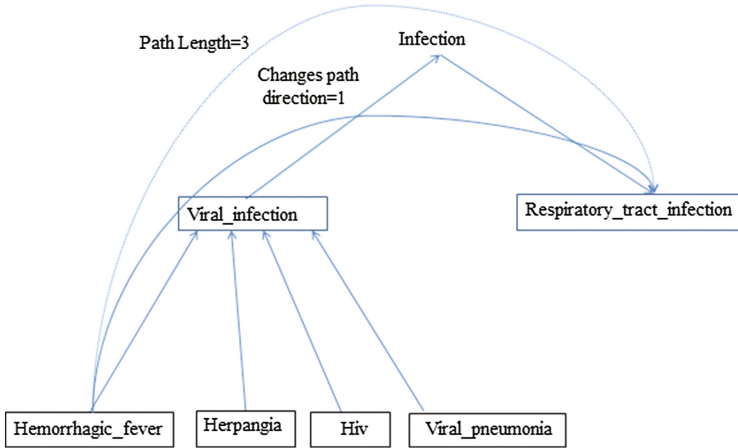 Path Length=3
Infection
Changes path
direction=1
Viral_infection
Respiratory_tract_infection
Hemorrhagic_fever
Herpangia
Hiv
Viral_pneumonia